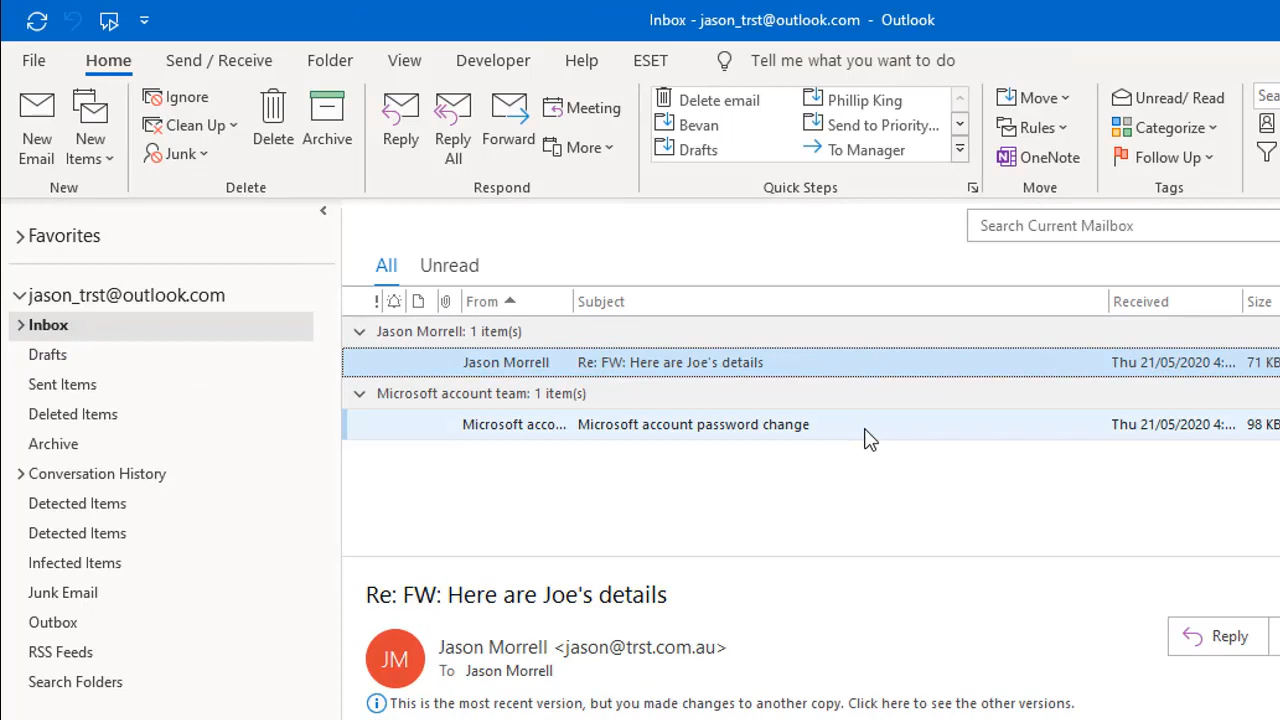 Inbox - jason_trst@outlook.com - Outlook
File Home Send / Receive Folder View Developer Help ESET Tell me what you want to do
New Email
New Items
New
Ignore
Clean Up
Junk
Delete
Archive
Delete
Reply
Reply All
Forward
Meeting
More
Respond
Delete email
Bevan
Drafts
Phillip King
Send to Priority...
To Manager
Quick Steps
Move
Rules
OneNote
Move
Unread/ Read
Categorize
Follow Up
Tags
Sea
Favorites
jason_trst@outlook.com
Inbox
Drafts
Sent Items
Deleted Items
Archive
Conversation History
Detected Items
Detected Items
Infected Items
Junk Email
Outbox
RSS Feeds
Search Folders
Search Current Mailbox
All Unread
! From Subject Received Size
Jason Morrell: 1 item(s)
Jason Morrell Re: FW: Here are Joe's details Thu 21/05/2020 4:... 71 KB
Microsoft account team: 1 item(s)
Microsoft acco... Microsoft account password change Thu 21/05/2020 4:... 98 KB
Re: FW: Here are Joe's details
JM
Jason Morrell <jason@trst.com.au>
To Jason Morrell
Reply
This is the most recent version, but you made changes to another copy. Click here to see the other versions.